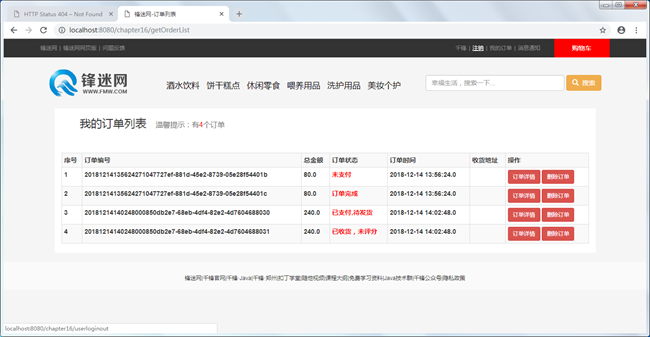 HTTP Status 404 – Not Found
锋迷网-订单列表
localhost:8080/chapter16/getOrderList
锋迷网 | 锋迷网网页版 | 问题反馈
千锋 | 注销 | 我的订单 | 消息通知 购物车
锋迷网
WWW.FMW.COM
酒水饮料 饼干糕点 休闲零食 喂养用品 洗护用品 美妆个护
幸福生活，搜索一下... 搜索
我的订单列表 温馨提示：有4个订单
序号 订单编号 总金额 订单状态 订单时间 收货地址 操作
1 20181214135624271047727ef-881d-45e2-8739-05e28f54401b 80.0 未支付 2018-12-14 13:56:24.0 订单详情 删除订单
2 20181214135624271047727ef-881d-45e2-8739-05e28f54401c 80.0 订单完成 2018-12-14 13:56:24.0 订单详情 删除订单
3 20181214140248000850db2e7-68eb-4df4-82e2-4d7604688030 240.0 已支付,待发货 2018-12-14 14:02:48.0 订单详情 删除订单
4 20181214140248000850db2e7-68eb-4df4-82e2-4d7604688031 240.0 已收货，未评分 2018-12-14 14:02:48.0 订单详情 删除订单
锋迷网|千锋官网|千锋-Java|千锋 郑州|扣丁学堂|随性视频|课程大纲|免费学习资料|Java技术群|千锋公众号|隐私政策
localhost:8080/chapter16/userloginout